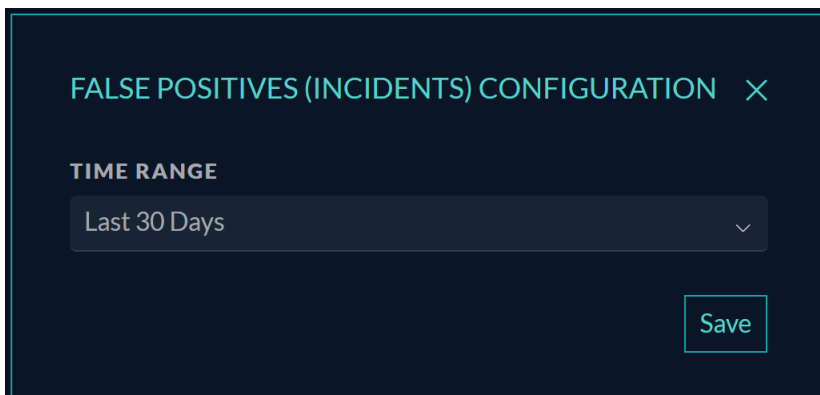 FALSE POSITIVES (INCIDENTS) CONFIGURATION
TIME RANGE
Last 30 Days
Save